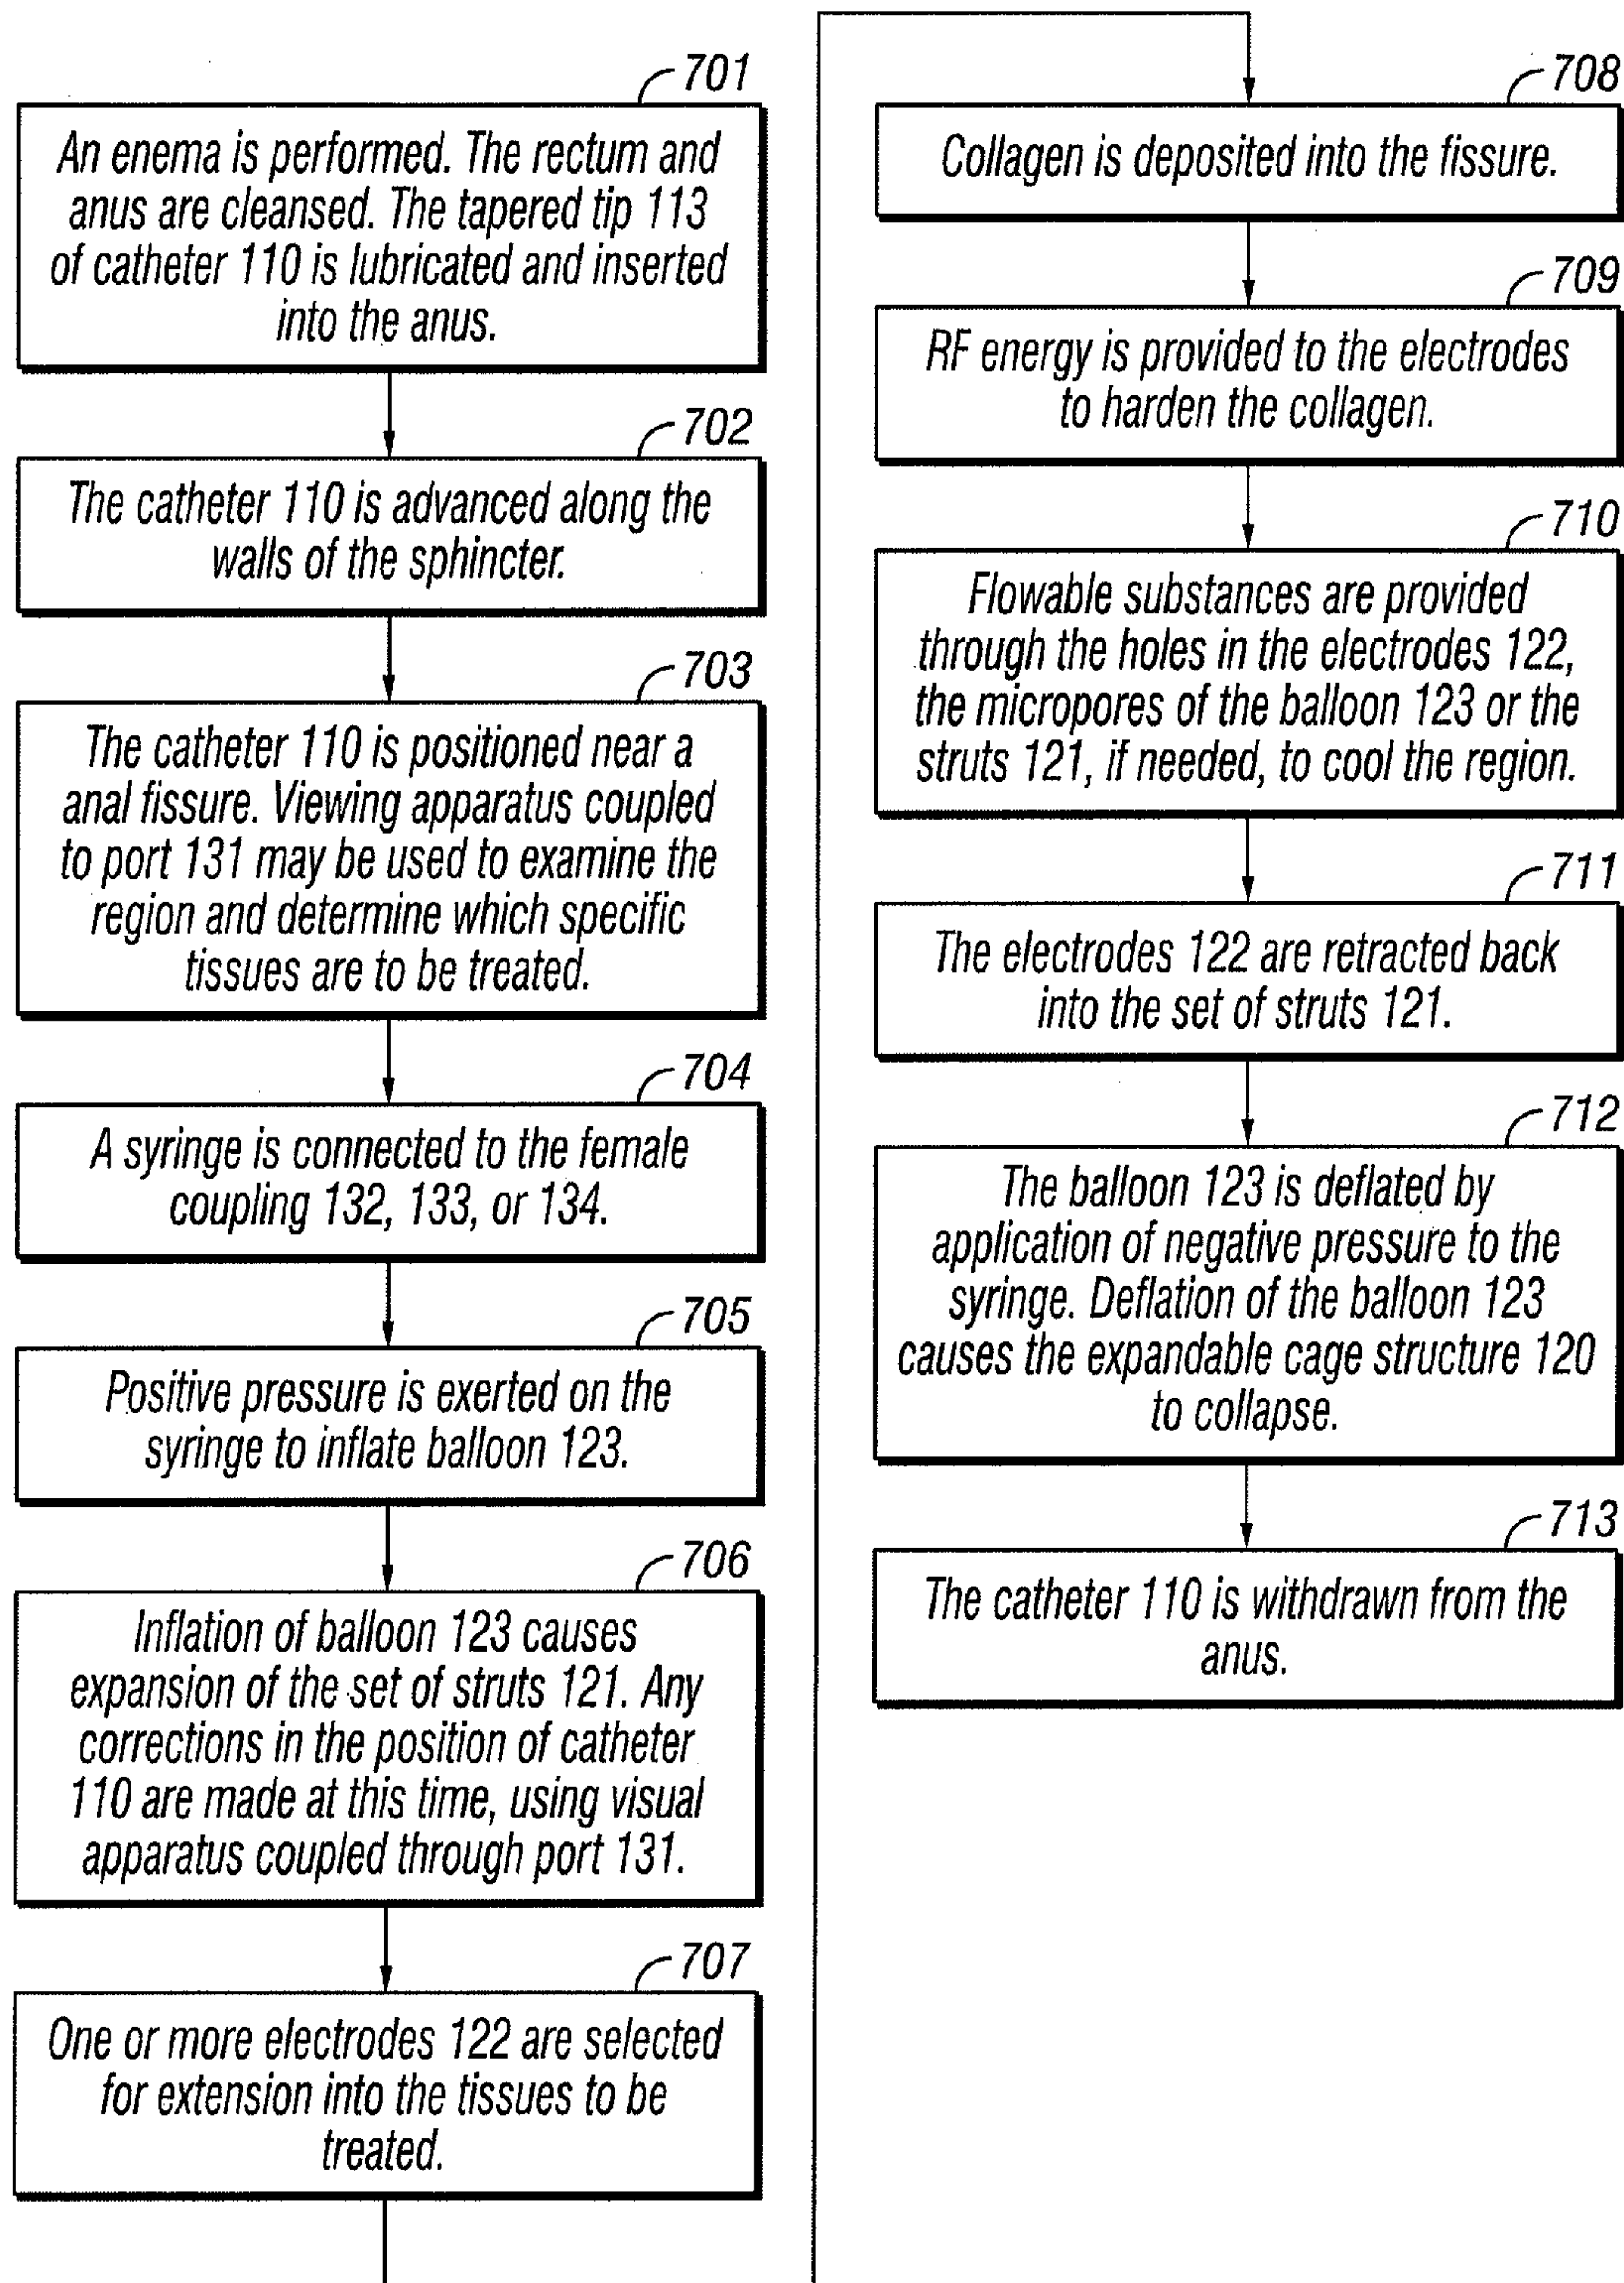 701
An enema is performed. The rectum and
anus are cleansed. The tapered tip 113
of catheter 110 is lubricated and inserted
into the anus.
702
The catheter 110 is advanced along the
walls of the sphincter.
703
The catheter 110 is positioned near a
anal fissure. Viewing apparatus coupled
to port 131 may be used to examine the
region and determine which specific
tissues are to be treated.
704
A syringe is connected to the female
coupling 132, 133, or 134.
705
Positive pressure is exerted on the
syringe to inflate balloon 123.
706
Inflation of balloon 123 causes
expansion of the set of struts 121. Any
corrections in the position of catheter
110 are made at this time, using visual
apparatus coupled through port 131.
707
One or more electrodes 122 are selected
for extension into the tissues to be
treated.
708
Collagen is deposited into the fissure.
709
RF energy is provided to the electrodes
to harden the collagen.
710
Flowable substances are provided
through the holes in the electrodes 122,
the micropores of the balloon 123 or the
struts 121, if needed, to cool the region.
711
The electrodes 122 are retracted back
into the set of struts 121.
712
The balloon 123 is deflated by
application of negative pressure to the
syringe. Deflation of the balloon 123
causes the expandable cage structure 120
to collapse.
713
The catheter 110 is withdrawn from the
anus.